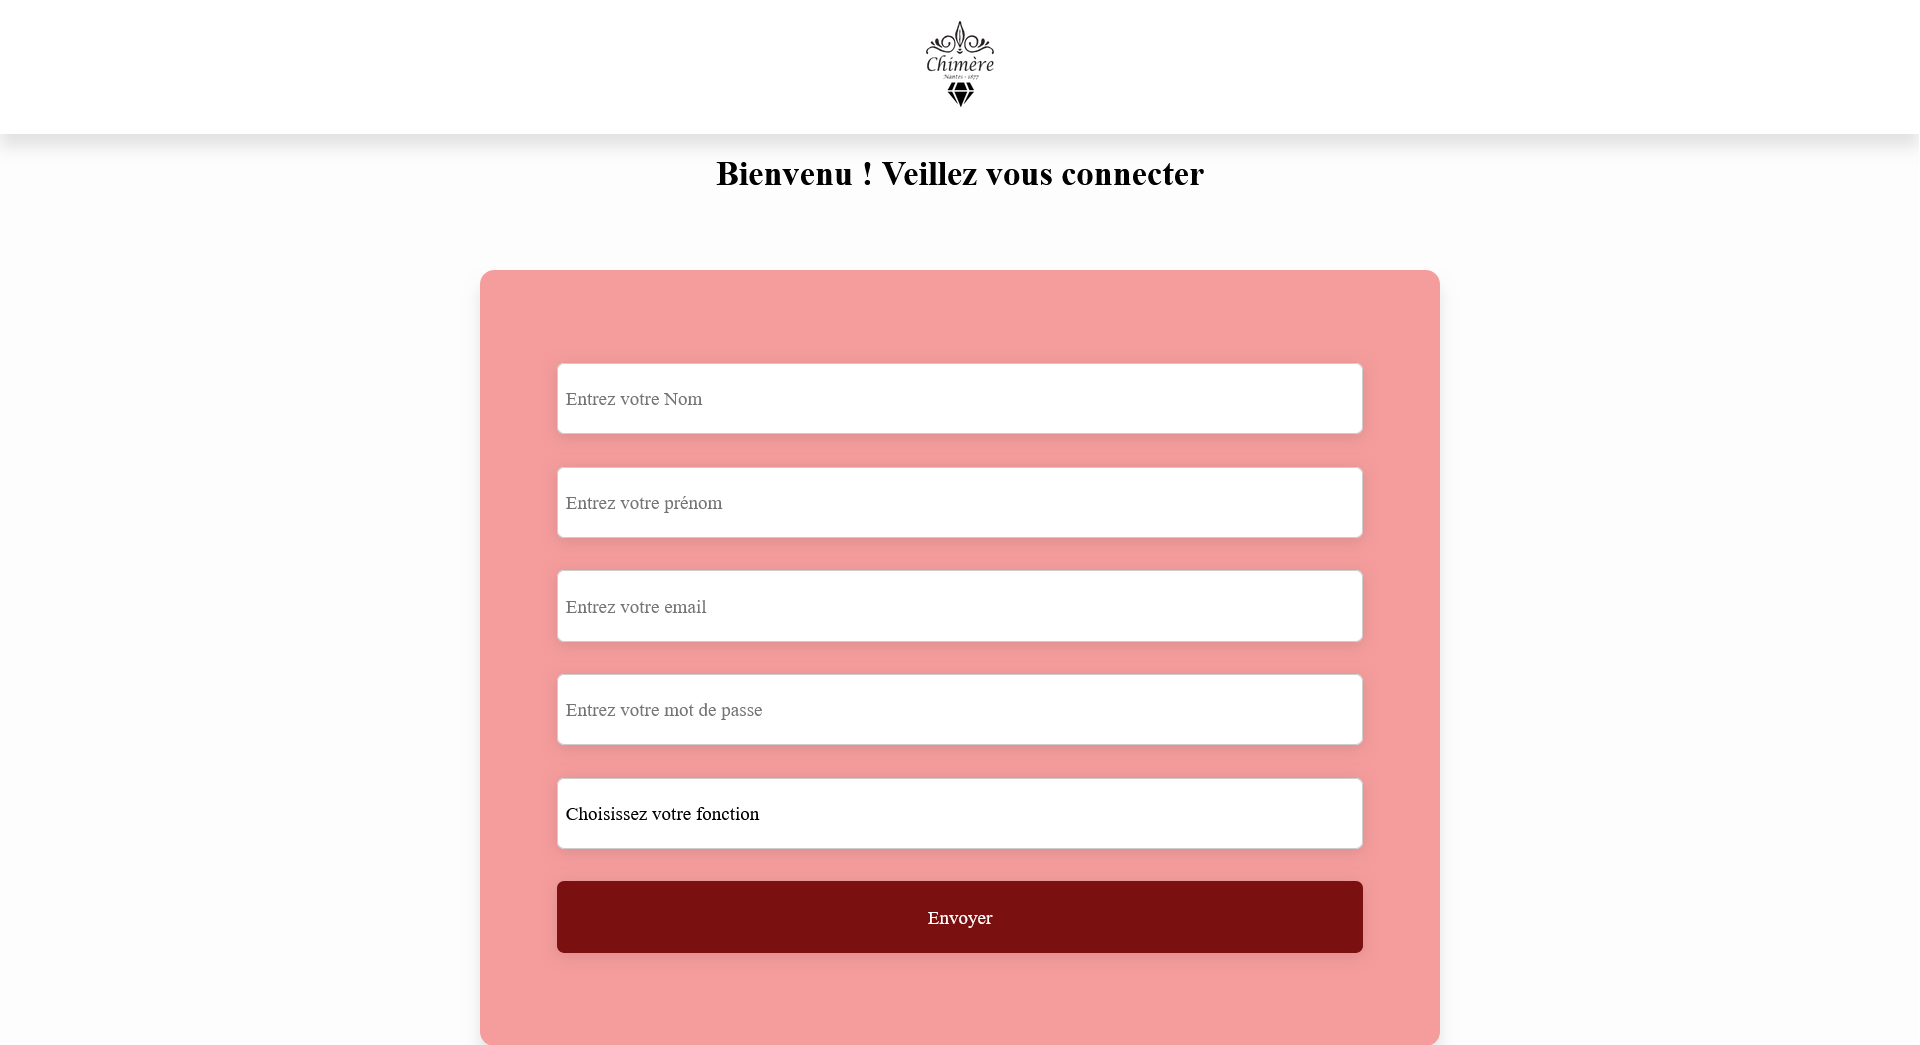 Chimère
Nantes - 1877
Bienvenu ! Veillez vous connecter
Entrez votre Nom
Entrez votre prénom
Entrez votre email
Entrez votre mot de passe
Choisissez votre fonction
Envoyer